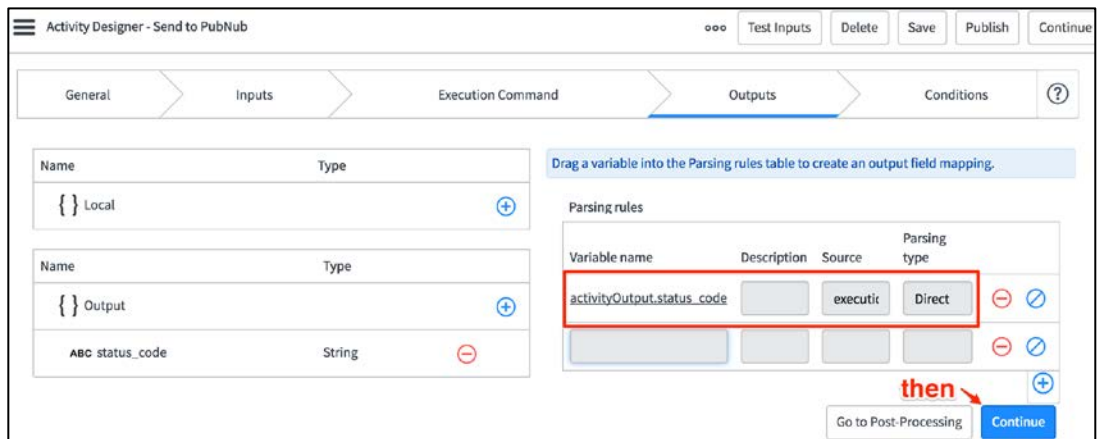 Activity Designer - Send to PubNub
Test Inputs Delete Save Publish Continue
General Inputs Execution Command Outputs Conditions ?
Name Type
{ } Local
Name Type
{ } Output
ABC status_code String
Drag a variable into the Parsing rules table to create an output field mapping.
Parsing rules
Variable name Description Source Parsing type
activityOutput.status_code executic Direct
then
Go to Post-Processing Continue